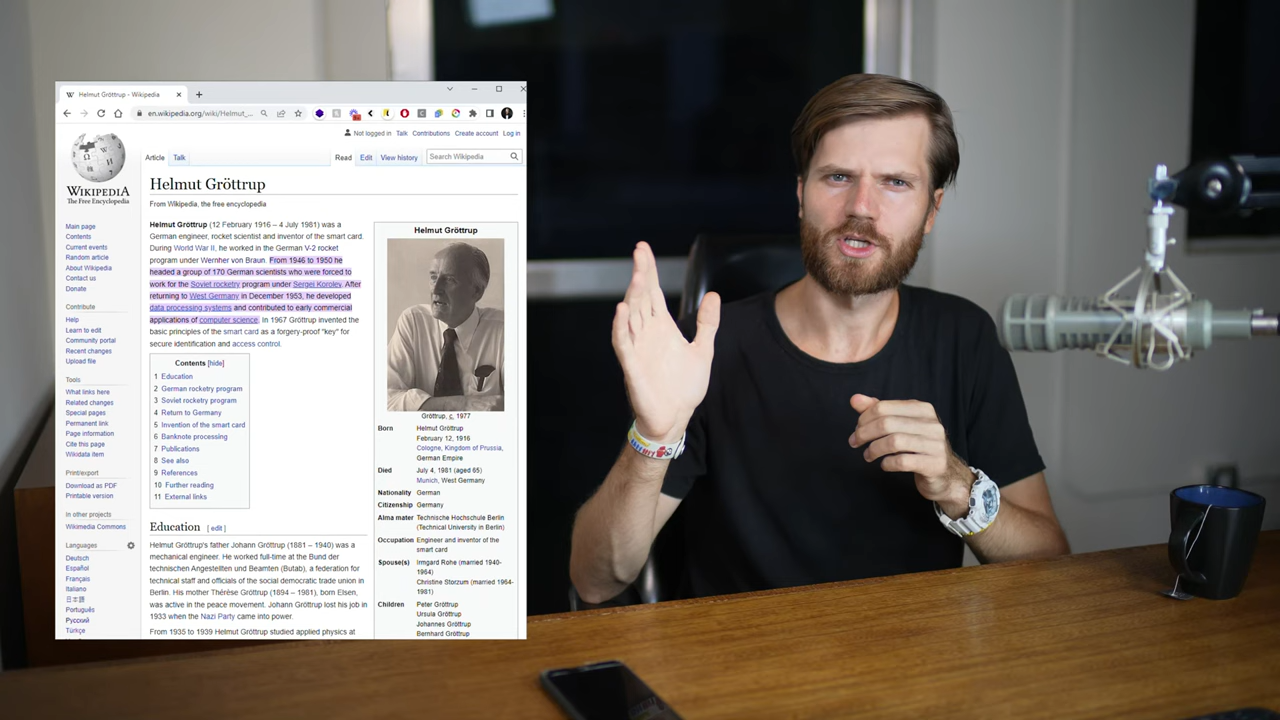 Helmut Gröttrup - Wikipedia
en.wikipedia.org/wiki/Helmut_...
Not logged in Talk Contributions Create account Log in
Article Talk
Read Edit View history
Search Wikipedia
WIKIPEDIA
The Free Encyclopedia
Main page
Contents
Current events
Random article
About Wikipedia
Contact us
Donate
Contribute
Help
Learn to edit
Community portal
Recent changes
Upload file
Tools
What links here
Related changes
Special pages
Permanent link
Page information
Cite this page
Wikidata item
Print/export
Download as PDF
Printable version
In other projects
Wikimedia Commons
Languages
Deutsch
Español
Français
Italiano
日本語
Português
Русский
Türkçe
Helmut Gröttrup
From Wikipedia, the free encyclopedia
Helmut Gröttrup (12 February 1916 – 4 July 1981) was a
German engineer, rocket scientist and inventor of the smart card.
During World War II, he worked in the German V-2 rocket
program under Wernher von Braun. From 1946 to 1950 he
headed a group of 170 German scientists who were forced to
work for the Soviet rocketry program under Sergei Korolev. After
returning to West Germany in December 1953, he developed
data processing systems and contributed to early commercial
applications of computer science. In 1967 Gröttrup invented the
basic principles of the smart card as a forgery-proof "key" for
secure identification and access control.
Contents [hide]
1 Education
2 German rocketry program
3 Soviet rocketry program
4 Return to Germany
5 Invention of the smart card
6 Banknote processing
7 Publications
8 See also
9 References
10 Further reading
11 External links
Education [ edit ]
Helmut Gröttrup's father Johann Gröttrup (1881 – 1940) was a
mechanical engineer. He worked full-time at the Bund der
technischen Angestellten und Beamten (Butab), a federation for
technical staff and officials of the social democratic trade union in
Berlin. His mother Thérèse Gröttrup (1894 – 1981), born Elsen,
was active in the peace movement. Johann Gröttrup lost his job in
1933 when the Nazi Party came into power.
From 1935 to 1939 Helmut Gröttrup studied applied physics at
Helmut Gröttrup
Gröttrup, c. 1977
Born Helmut Gröttrup
February 12, 1916
Cologne, Kingdom of Prussia,
German Empire
Died July 4, 1981 (aged 65)
Munich, West Germany
Nationality German
Citizenship Germany
Alma mater Technische Hochschule Berlin
(Technical University in Berlin)
Occupation Engineer and inventor of the
smart card
Spouse(s) Irmgard Rohe (married 1940-
1964)
Christine Storzum (married 1964-
1981)
Children Peter Gröttrup
Ursula Gröttrup
Johannes Gröttrup
Bernhard Gröttrup